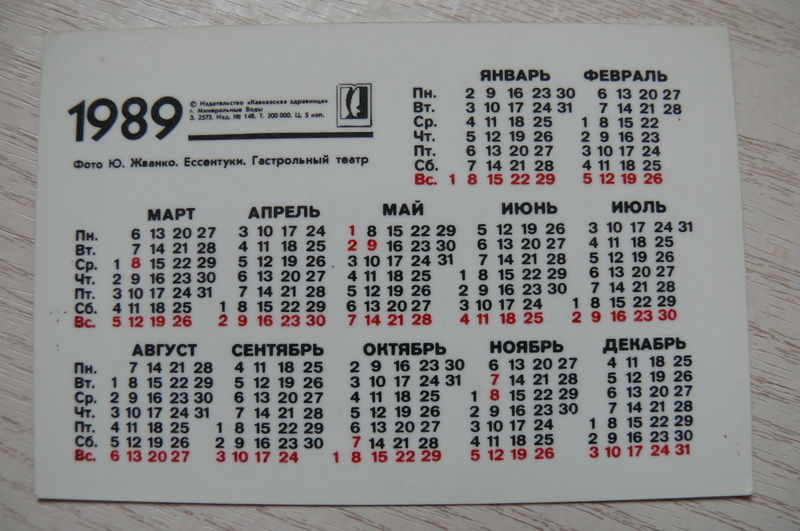 1989
© Издательство «Кавказская здравница»
г. Минеральные Воды
З. 2573. Изд. № 148. Т. 200 000. Ц. 5 коп.
Фото Ю. Жванко. Ессентуки. Гастрольный театр
ЯНВАРЬ ФЕВРАЛЬ
Пн. 2 9 16 23 30 6 13 20 27
Вт. 3 10 17 24 31 7 14 21 28
Ср. 4 11 18 25 1 8 15 22
Чт. 5 12 19 26 2 9 16 23
Пт. 6 13 20 27 3 10 17 24
Сб. 7 14 21 28 4 11 18 25
Вс. 1 8 15 22 29 5 12 19 26
МАРТ АПРЕЛЬ МАЙ ИЮНЬ ИЮЛЬ
Пн. 6 13 20 27 3 10 17 24 1 8 15 22 29 5 12 19 26 3 10 17 24 31
Вт. 7 14 21 28 4 11 18 25 2 9 16 23 30 6 13 20 27 4 11 18 25
Ср. 1 8 15 22 29 5 12 19 26 3 10 17 24 31 7 14 21 28 5 12 19 26
Чт. 2 9 16 23 30 6 13 20 27 4 11 18 25 1 8 15 22 29 6 13 20 27
Пт. 3 10 17 24 31 7 14 21 28 5 12 19 26 2 9 16 23 30 7 14 21 28
Сб. 4 11 18 25 1 8 15 22 29 6 13 20 27 3 10 17 24 1 8 15 22 29
Вс. 5 12 19 26 2 9 16 23 30 7 14 21 28 4 11 18 25 2 9 16 23 30
АВГУСТ СЕНТЯБРЬ ОКТЯБРЬ НОЯБРЬ ДЕКАБРЬ
Пн. 7 14 21 28 4 11 18 25 2 9 16 23 30 6 13 20 27 4 11 18 25
Вт. 1 8 15 22 29 5 12 19 26 3 10 17 24 31 7 14 21 28 5 12 19 26
Ср. 2 9 16 23 30 6 13 20 27 4 11 18 25 1 8 15 22 29 6 13 20 27
Чт. 3 10 17 24 31 7 14 21 28 5 12 19 26 2 9 16 23 30 7 14 21 28
Пт. 4 11 18 25 1 8 15 22 29 6 13 20 27 3 10 17 24 1 8 15 22 29
Сб. 5 12 19 26 2 9 16 23 30 7 14 21 28 4 11 18 25 2 9 16 23 30
Вс. 6 13 20 27 3 10 17 24 1 8 15 22 29 5 12 19 26 3 10 17 24 31